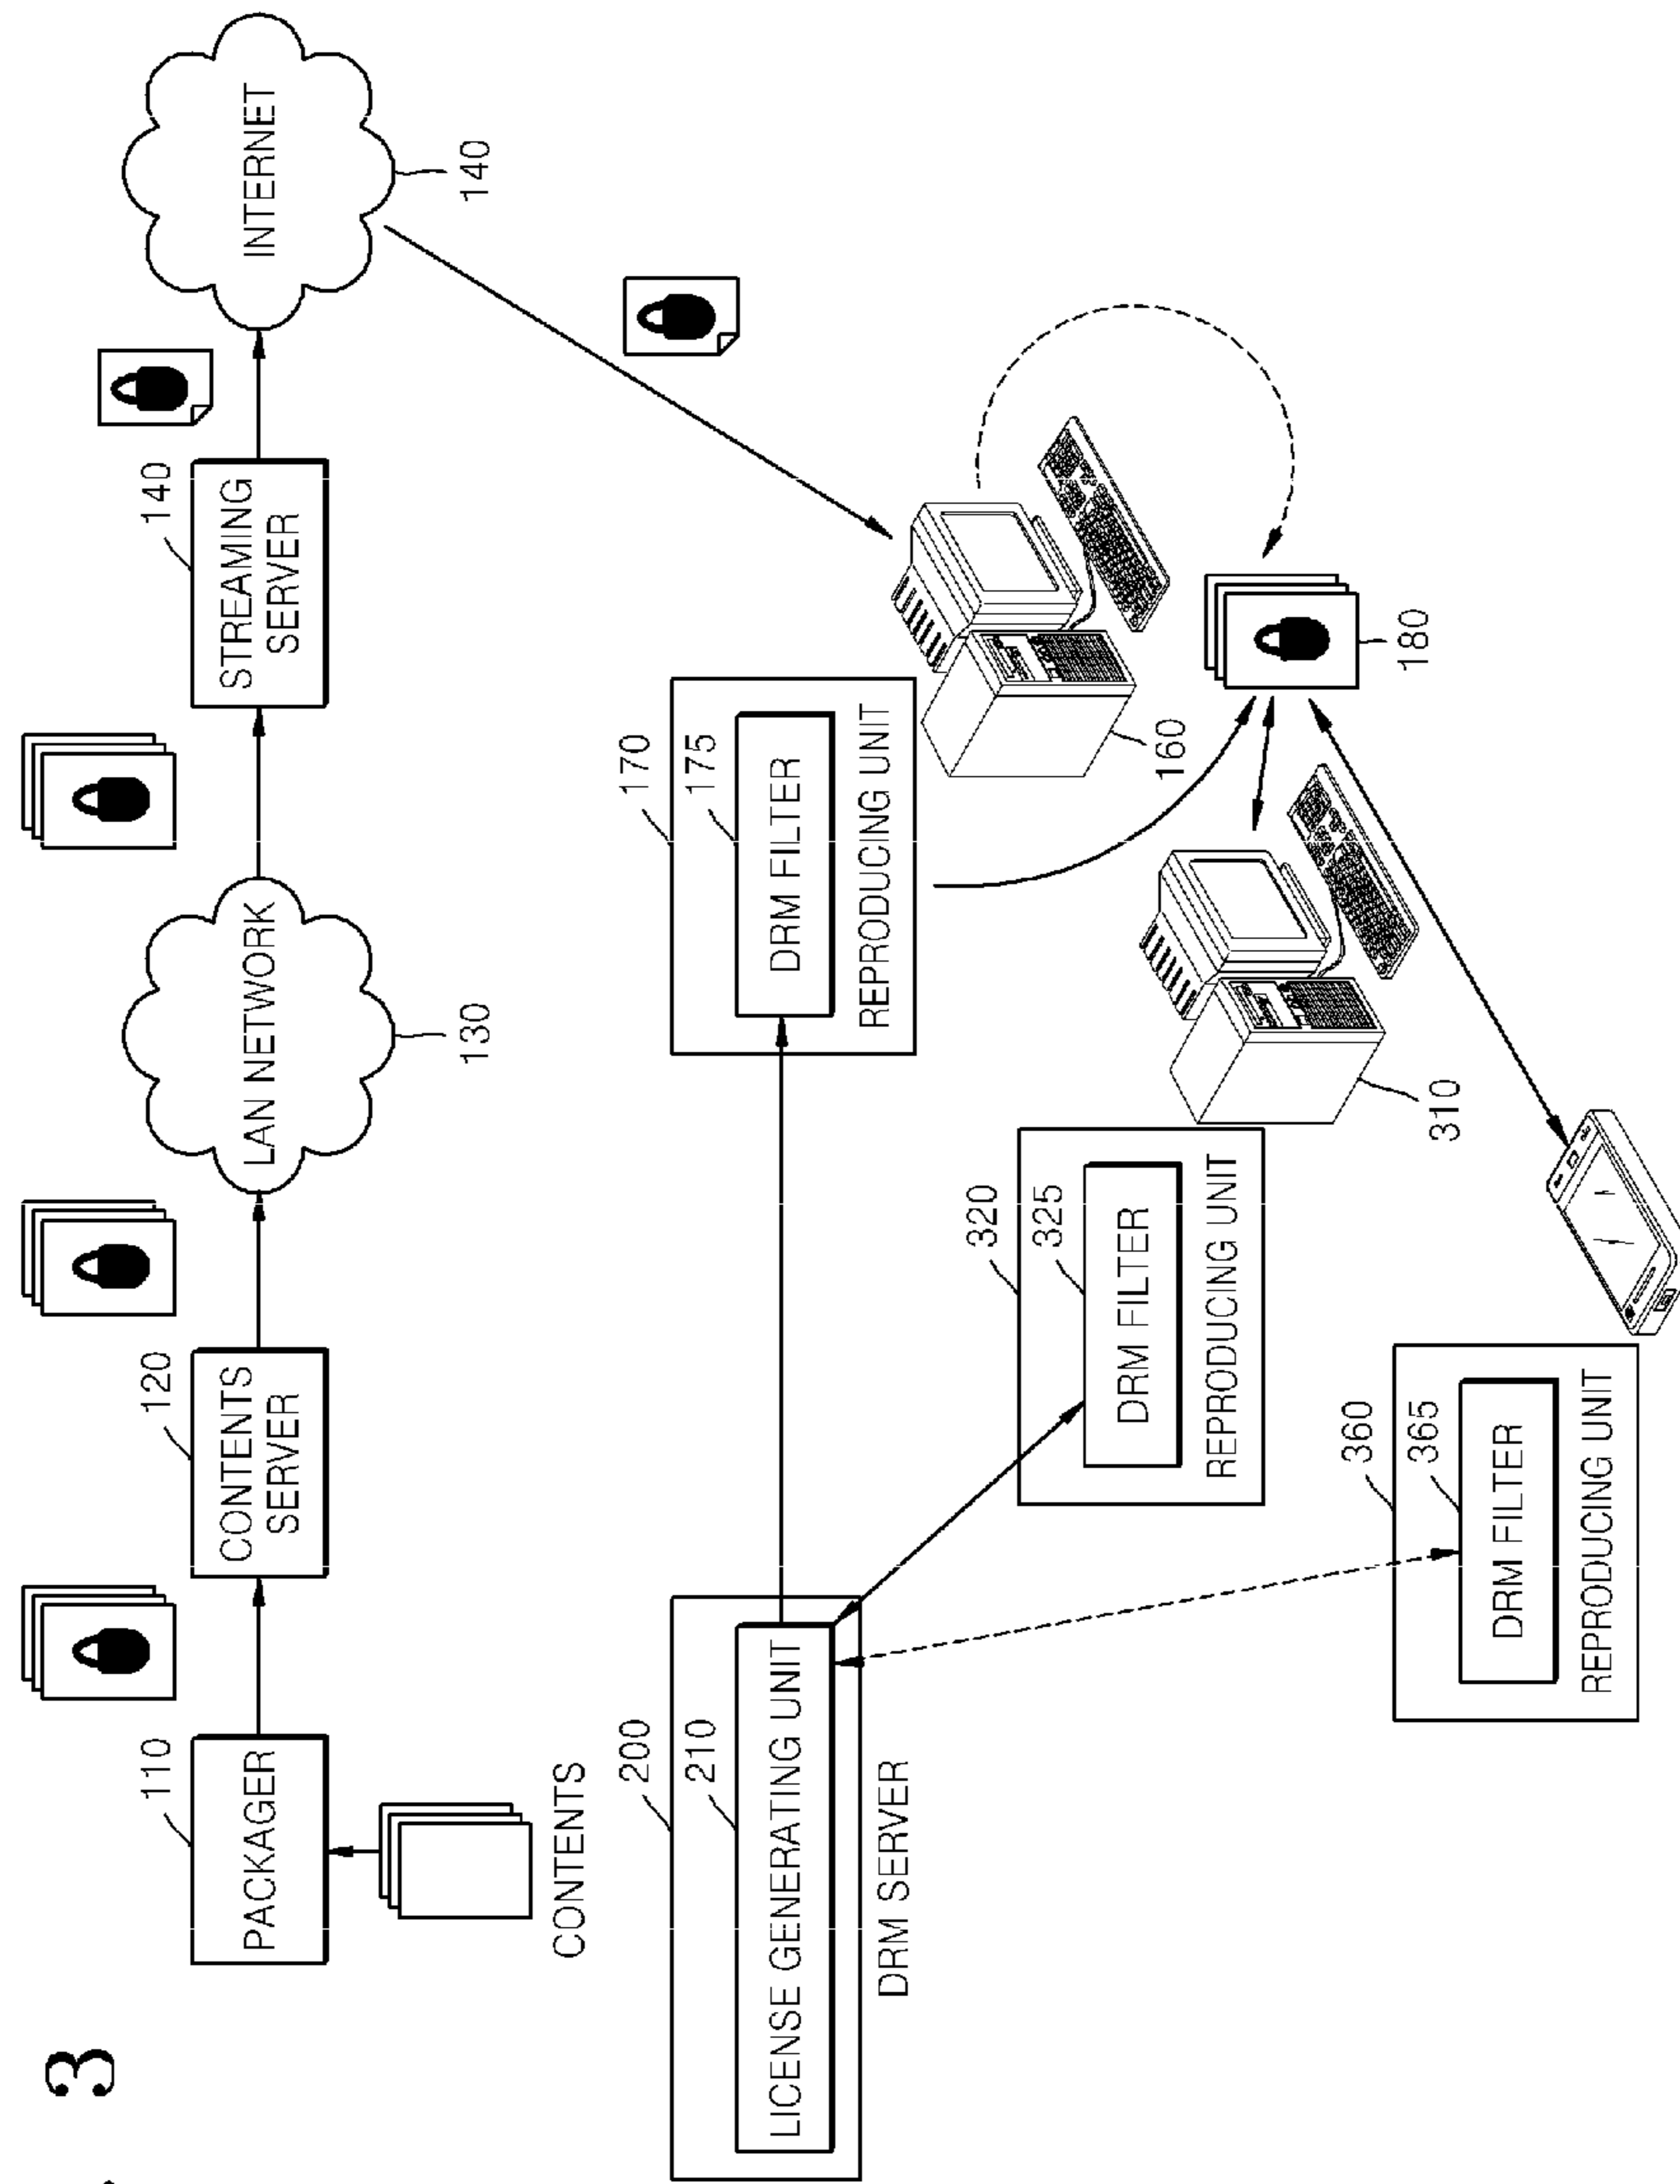 3
110
PACKAGER
CONTENTS
120
CONTENTS
SERVER
LAN NETWORK
130
140
STREAMING
SERVER
INTERNET
140
200
210
LICENSE GENERATING UNIT
DRM SERVER
170
175
DRM FILTER
REPRODUCING UNIT
160
180
320
325
DRM FILTER
REPRODUCING UNIT
310
360
365
DRM FILTER
REPRODUCING UNIT